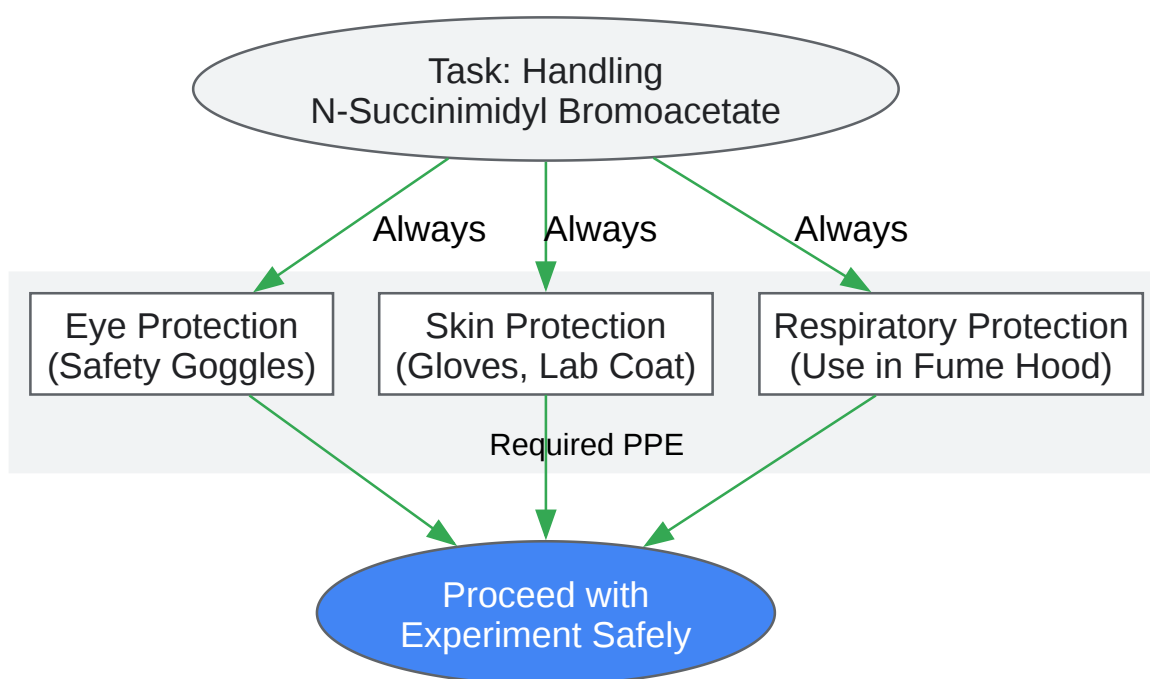 Task: Handling
N-Succinimidyl Bromoacetate
Always
Always
Always
Eye Protection
(Safety Goggles)
Skin Protection
(Gloves, Lab Coat)
Respiratory Protection
(Use in Fume Hood)
Required PPE
Proceed with
Experiment Safely